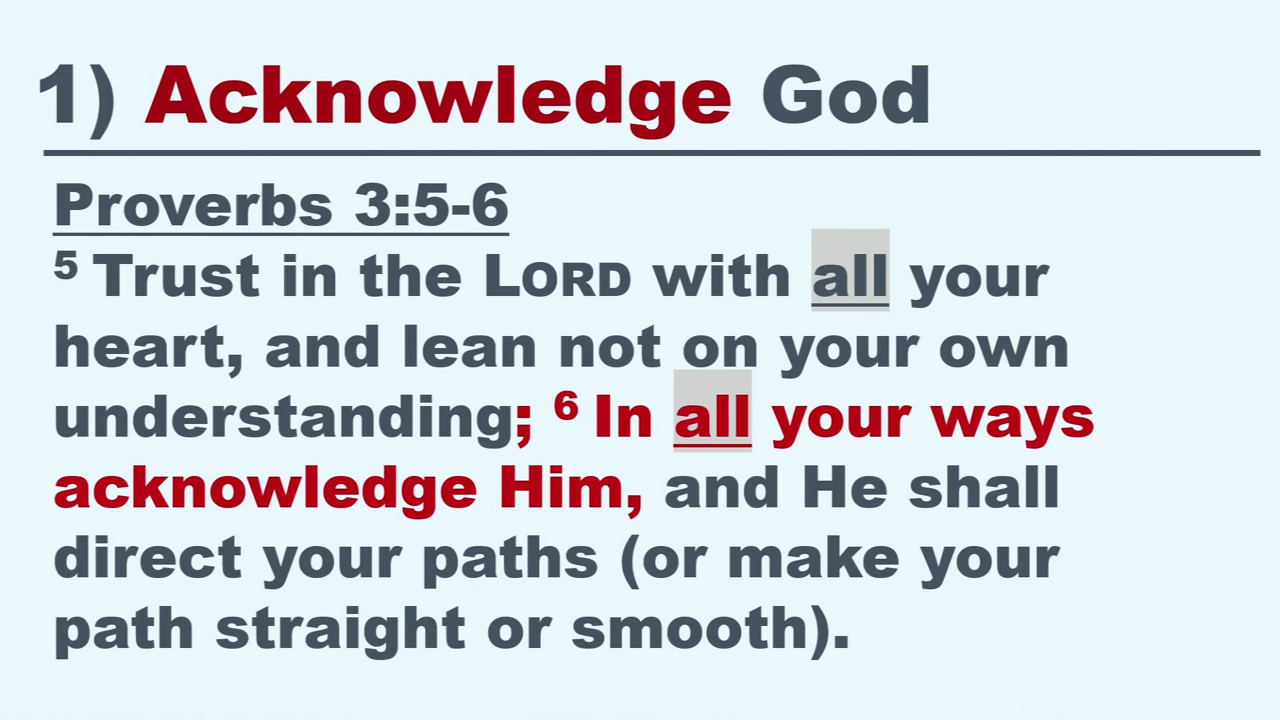 1) Acknowledge God
Proverbs 3:5-6
5 Trust in the LORD with all your
heart, and lean not on your own
understanding; 6 In all your ways
acknowledge Him, and He shall
direct your paths (or make your
path straight or smooth).